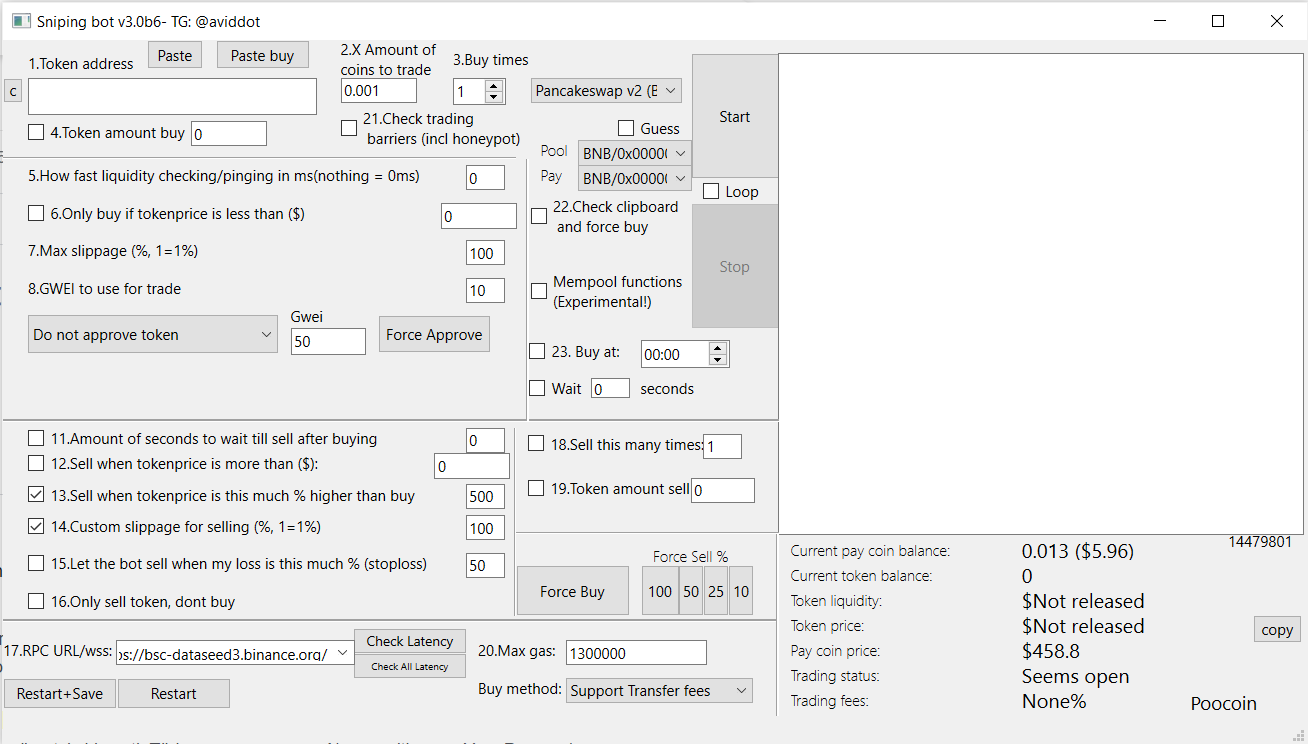 Sniping bot v3.0b6- TG: @aviddot
1.Token address
Paste
Paste buy
2.X Amount of
coins to trade
3.Buy times
c
0.001
1
Pancakeswap v2 (B
Start
4.Token amount buy
0
21.Check trading
barriers (incl honeypot)
Guess
Pool
BNB/0x0000(
Pay
BNB/0x0000(
Loop
5.How fast liquidity checking/pinging in ms(nothing = 0ms)
0
6.Only buy if tokenprice is less than ($)
0
22.Check clipboard
and force buy
7.Max slippage (%, 1=1%)
100
Stop
8.GWEI to use for trade
10
Mempool functions
(Experimental!)
Do not approve token
Gwei
50
Force Approve
23. Buy at:
00:00
Wait
0
seconds
11.Amount of seconds to wait till sell after buying
0
12.Sell when tokenprice is more than ($):
0
13.Sell when tokenprice is this much % higher than buy
500
14.Custom slippage for selling (%, 1=1%)
100
15.Let the bot sell when my loss is this much % (stoploss)
50
16.Only sell token, dont buy
18.Sell this many times:
1
19.Token amount sell
0
Force Sell %
Force Buy
100
50
25
10
17.RPC URL/wss:
os://bsc-dataseed3.binance.org/
Check Latency
Check All Latency
20.Max gas:
1300000
Restart+Save
Restart
Buy method:
Support Transfer fees
14479801
Current pay coin balance:
0.013 ($5.96)
Current token balance:
0
Token liquidity:
$Not released
Token price:
$Not released
copy
Pay coin price:
$458.8
Trading status:
Seems open
Trading fees:
None%
Poocoin